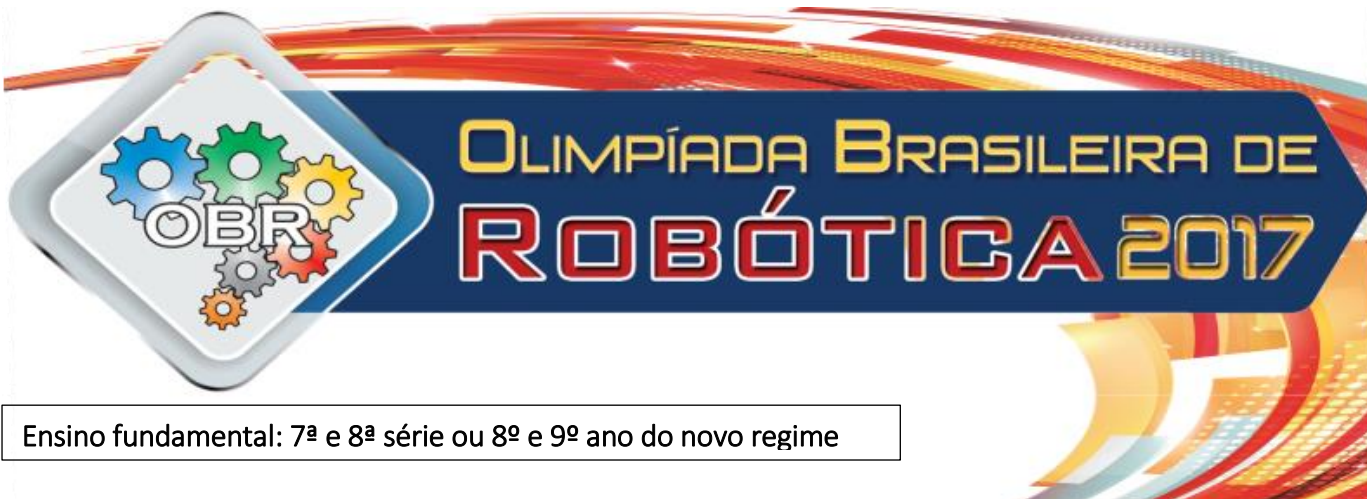 OLIMPÍADA BRASILEIRA DE
ROBÓTICA 2017
OBR
Ensino fundamental: 7ª e 8ª série ou 8º e 9º ano do novo regime